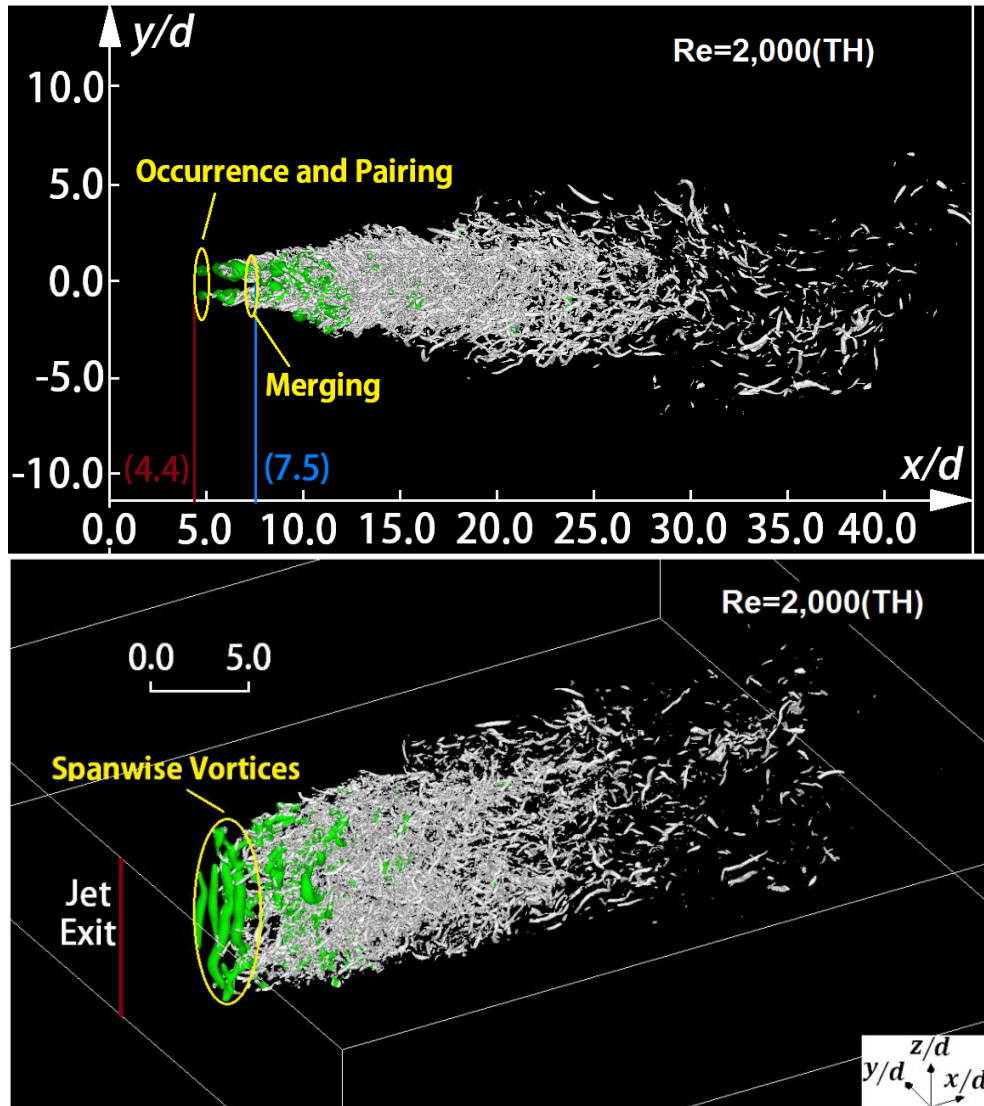 y/d
Re=2,000(TH)
10.0
Occurrence and Pairing
5.0
0.0
-5.0
Merging
-10.0
(4.4)
(7.5)
x/d
0.0 5.0 10.0 15.0 20.0 25.0 30.0 35.0 40.0
Re=2,000(TH)
0.0 5.0
Spanwise Vortices
Jet
Exit
z/d
y/d
x/d